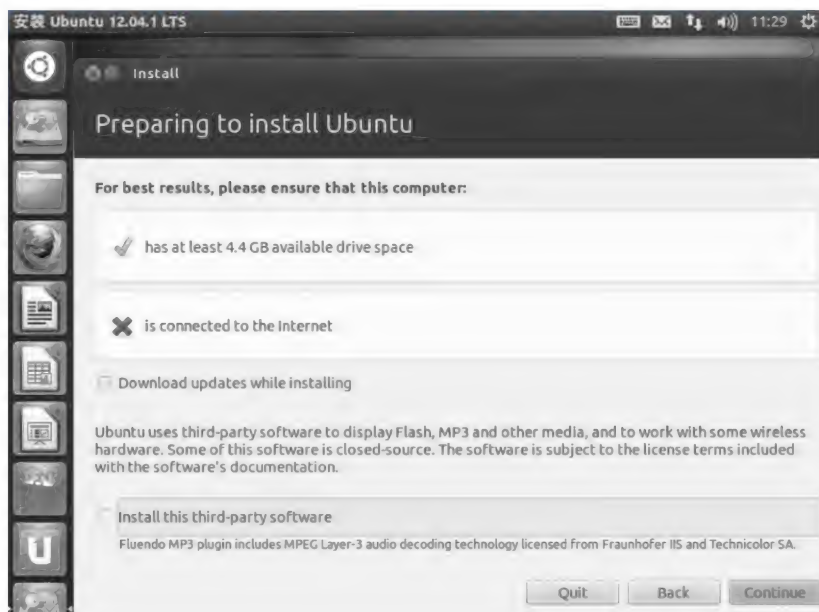 安装 Ubuntu 12.04.1 LTS
11:29
Install
Preparing to install Ubuntu
For best results, please ensure that this computer:
has at least 4.4 GB available drive space
is connected to the Internet
Download updates while installing
Ubuntu uses third-party software to display Flash, MP3 and other media, and to work with some wireless
hardware. Some of this software is closed-source. The software is subject to the license terms included
with the software's documentation.
Install this third-party software
Fluendo MP3 plugin includes MPEG Layer-3 audio decoding technology licensed from Fraunhofer IIS and Technicolor SA.
U
Quit Back Continue